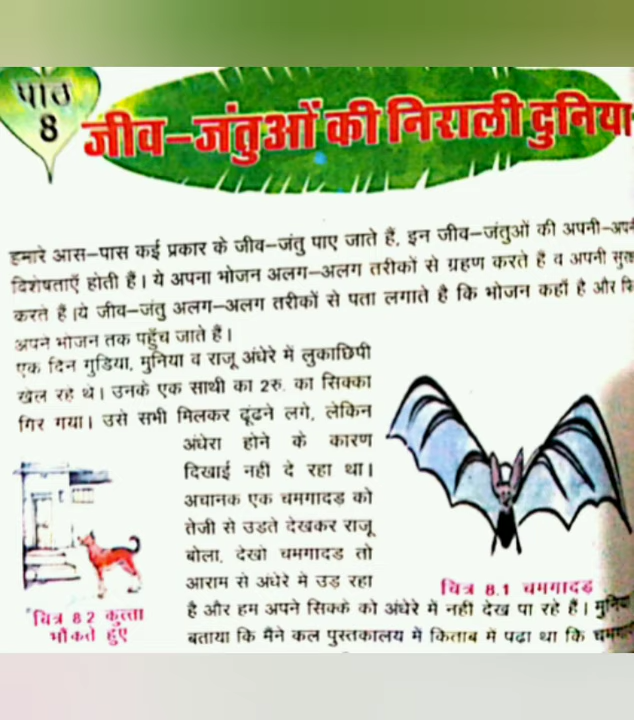 पाठ
8
जीव-जंतुओं की निराली दुनिया
हमारे आस-पास कई प्रकार के जीव-जंतु पाए जाते हैं, इन जीव-जंतुओं की अपनी-अपनी
विशेषताएँ होती हैं। ये अपना भोजन अलग-अलग तरीकों से ग्रहण करते हैं व अपनी
करते हैं।ये जीव-जंतु अलग-अलग तरीकों से पता लगाते है कि भोजन कहाँ है और
अपने भोजन तक पहुँच जाते हैं।
एक दिन गुडिया, मुनिया व राजू अंधेरे में लुकाछिपी
खेल रहे थे। उनके एक साथी का 2रु. का सिक्का
गिर गया। उसे सभी मिलकर ढूंढने लगे, लेकिन
अंधेरा होने के कारण
दिखाई नहीं दे रहा था।
अचानक एक चमगादड़ को
तेजी से उडते देखकर राजू
बोला, देखो चमगादड तो
आराम से अंधेरे मे उड़ रहा
है और हम अपने सिक्के को अंधेरे में नही देख पा रहे हैं।
बताया कि मैने कल पुस्तकालय में किताब में पढ़ा था कि
चित्र 8.1 चमगादड़
चित्र 8.2 कुत्ता
भौंकते हुए